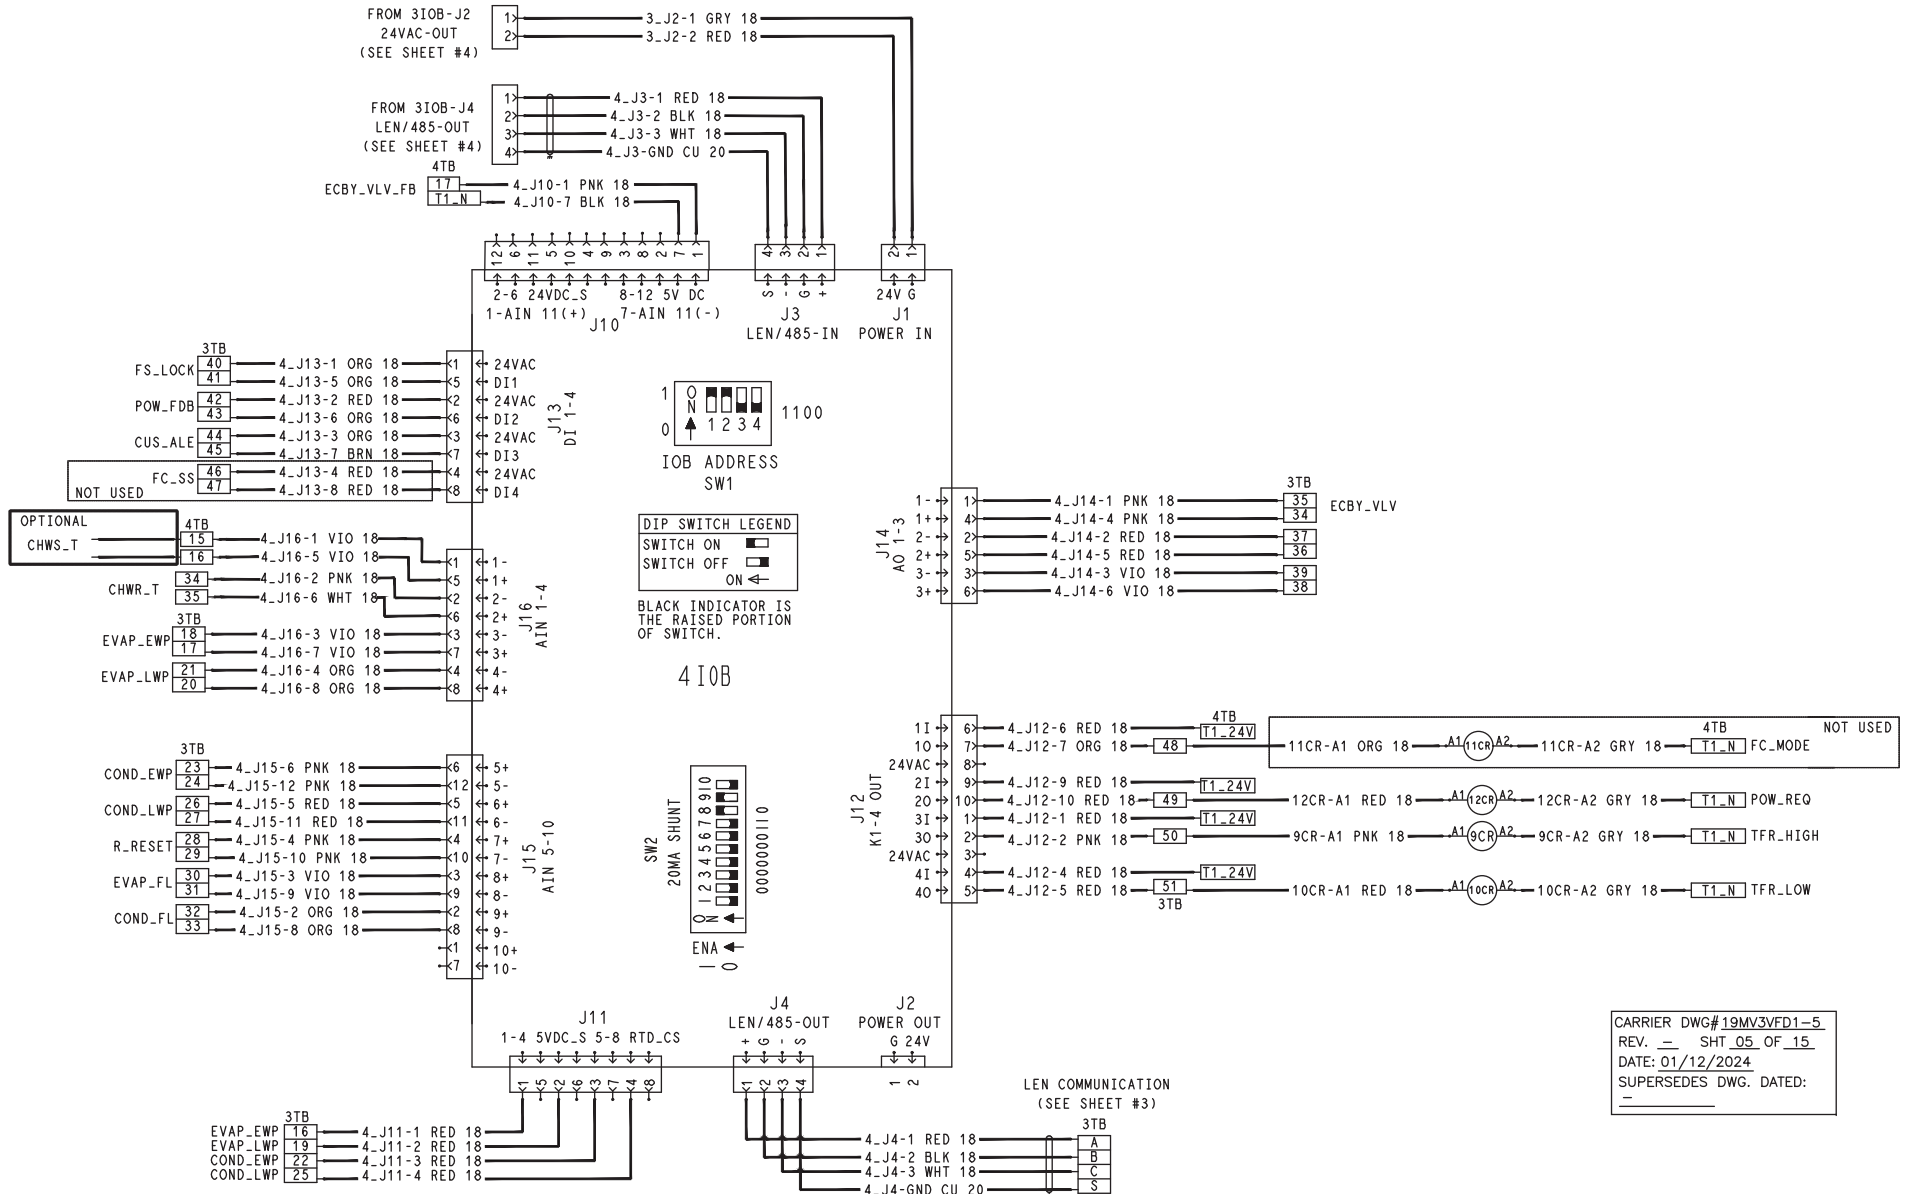 FROM 3IOB-J2
24VAC-OUT
(SEE SHEET #4)
1
2
3_J2-1 GRY 18
3_J2-2 RED 18
FROM 3IOB-J4
LEN/485-OUT
(SEE SHEET #4)
1
2
3
4
4_J3-1 RED 18
4_J3-2 BLK 18
4_J3-3 WHT 18
4_J3-GND CU 20
4TB
ECBY_VLV_FB
17
T1_N
4_J10-1 PNK 18
4_J10-7 BLK 18
12 6 11 5 10 4 9 3 8 2 7 1
2-6 24VDC_S 8-12 5V DC
1-AIN 11(+) 7-AIN 11(-)
J10
4 3 2 1
S - G +
J3
LEN/485-IN
2 1
24V G
J1
POWER IN
3TB
FS_LOCK
40 4_J13-1 ORG 18 1 24VAC
41 4_J13-5 ORG 18 5 DI1
POW_FDB
42 4_J13-2 RED 18 2 24VAC
43 4_J13-6 ORG 18 6 DI2
CUS_ALE
44 4_J13-3 ORG 18 3 24VAC
45 4_J13-7 BRN 18 7 DI3
FC_SS
46 4_J13-4 RED 18 4 24VAC
47 4_J13-8 RED 18 8 DI4
NOT USED
J13
DI 1-4
1
0
ON
1 2 3 4
1100
IOB ADDRESS
SW1
OPTIONAL
CHWS_T
4TB
15 4_J16-1 VIO 18 1 1-
16 4_J16-5 VIO 18 5 1+
CHWR_T
34 4_J16-2 PNK 18 2 2-
35 4_J16-6 WHT 18 6 2+
3TB
EVAP_EWP
18 4_J16-3 VIO 18 3 3-
17 4_J16-7 VIO 18 7 3+
EVAP_LWP
21 4_J16-4 ORG 18 4 4-
20 4_J16-8 ORG 18 8 4+
J16
AIN 1-4
DIP SWITCH LEGEND
SWITCH ON
SWITCH OFF
ON
BLACK INDICATOR IS
THE RAISED PORTION
OF SWITCH.
4IOB
J14
AO 1-3
3TB
1- 1 4_J14-1 PNK 18 35
1+ 4 4_J14-4 PNK 18 34
ECBY_VLV
2- 2 4_J14-2 RED 18 37
2+ 5 4_J14-5 RED 18 36
3- 3 4_J14-3 VIO 18 39
3+ 6 4_J14-6 VIO 18 38
3TB
COND_EWP
23 4_J15-6 PNK 18 6 5+
24 4_J15-12 PNK 18 12 5-
COND_LWP
26 4_J15-5 RED 18 5 6+
27 4_J15-11 RED 18 11 6-
R_RESET
28 4_J15-4 PNK 18 4 7+
29 4_J15-10 PNK 18 10 7-
EVAP_FL
30 4_J15-3 VIO 18 3 8+
31 4_J15-9 VIO 18 9 8-
COND_FL
32 4_J15-2 ORG 18 2 9+
33 4_J15-8 ORG 18 8 9-
1 10+
7 10-
J15
AIN 5-10
SW2
20MA SHUNT
ON
1 2 3 4 5 6 7 8 9 10
0000000110
ENA
1 0
J12
K1-4 OUT
4TB
1I 6 4_J12-6 RED 18 T1_24V
1O 7 4_J12-7 ORG 18 48 11CR-A1 ORG 18 A1 11CR A2 11CR-A2 GRY 18 T1_N FC_MODE
4TB
NOT USED
24VAC 8
2I 9 4_J12-9 RED 18 T1_24V
2O 10 4_J12-10 RED 18 49 12CR-A1 RED 18 A1 12CR A2 12CR-A2 GRY 18 T1_N POW_REQ
3I 1 4_J12-1 RED 18 T1_24V
3O 2 4_J12-2 PNK 18 50 9CR-A1 PNK 18 A1 9CR A2 9CR-A2 GRY 18 T1_N TFR_HIGH
24VAC 3
4I 4 4_J12-4 RED 18 T1_24V
4O 5 4_J12-5 RED 18 51 10CR-A1 RED 18 A1 10CR A2 10CR-A2 GRY 18 T1_N TFR_LOW
3TB
J11
1-4 5VDC_S 5-8 RTD_CS
1 5 2 6 3 7 4 8
J4
LEN/485-OUT
+ G - S
1 2 3 4
J2
POWER OUT
G 24V
1 2
3TB
EVAP_EWP 16 4_J11-1 RED 18
EVAP_LWP 19 4_J11-2 RED 18
COND_EWP 22 4_J11-3 RED 18
COND_LWP 25 4_J11-4 RED 18
LEN COMMUNICATION
(SEE SHEET #3)
3TB
4_J4-1 RED 18 A
4_J4-2 BLK 18 B
4_J4-3 WHT 18 C
4_J4-GND CU 20 S
CARRIER DWG# 19MV3VFD1-5
REV. - SHT 05 OF 15
DATE: 01/12/2024
SUPERSEDES DWG. DATED:
-